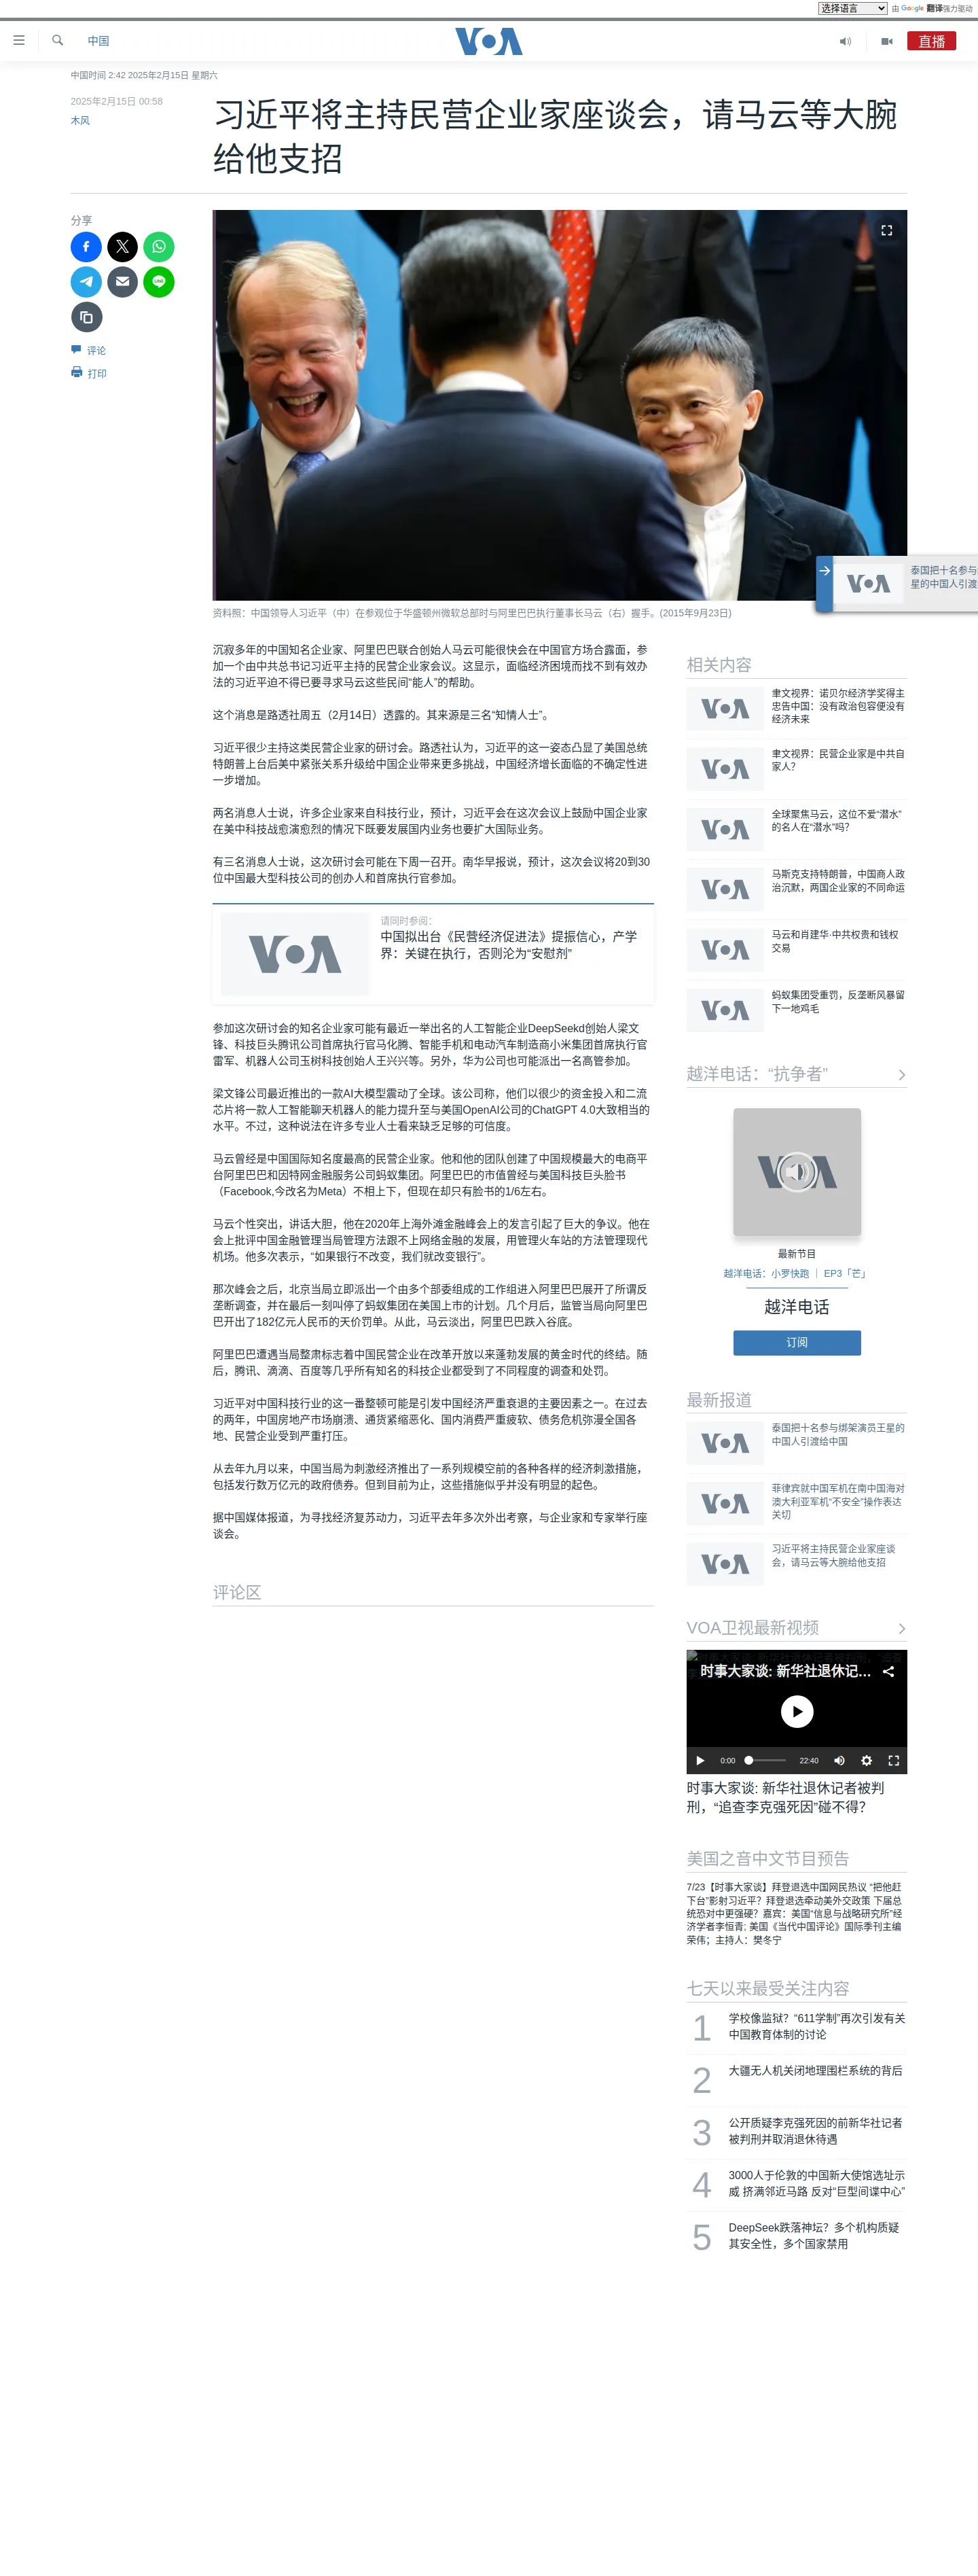 选择语言 由 Google 翻译强力驱动
中国 VOA 直播
中国时间 2:42 2025年2月15日 星期六
2025年2月15日 00:58
木风
习近平将主持民营企业家座谈会，请马云等大腕
给他支招
分享
评论
打印
泰国把十名参与
星的中国人引渡
VOA
资料照：中国领导人习近平（中）在参观位于华盛顿州微软总部时与阿里巴巴执行董事长马云（右）握手。(2015年9月23日)
沉寂多年的中国知名企业家、阿里巴巴联合创始人马云可能很快会在中国官方场合露面，参
加一个由中共总书记习近平主持的民营企业家会议。这显示，面临经济困境而找不到有效办
法的习近平迫不得已要寻求马云这些民间“能人”的帮助。
这个消息是路透社周五（2月14日）透露的。其来源是三名“知情人士”。
习近平很少主持这类民营企业家的研讨会。路透社认为，习近平的这一姿态凸显了美国总统
特朗普上台后美中紧张关系升级给中国企业带来更多挑战，中国经济增长面临的不确定性进
一步增加。
两名消息人士说，许多企业家来自科技行业，预计，习近平会在这次会议上鼓励中国企业家
在美中科技战愈演愈烈的情况下既要发展国内业务也要扩大国际业务。
有三名消息人士说，这次研讨会可能在下周一召开。南华早报说，预计，这次会议将20到30
位中国最大型科技公司的创办人和首席执行官参加。
VOA
请同时参阅：
中国拟出台《民营经济促进法》提振信心，产学
界：关键在执行，否则沦为“安慰剂”
参加这次研讨会的知名企业家可能有最近一举出名的人工智能企业DeepSeekd创始人梁文
锋、科技巨头腾讯公司首席执行官马化腾、智能手机和电动汽车制造商小米集团首席执行官
雷军、机器人公司玉树科技创始人王兴兴等。另外，华为公司也可能派出一名高管参加。
梁文锋公司最近推出的一款AI大模型震动了全球。该公司称，他们以很少的资金投入和二流
芯片将一款人工智能聊天机器人的能力提升至与美国OpenAI公司的ChatGPT 4.0大致相当的
水平。不过，这种说法在许多专业人士看来缺乏足够的可信度。
马云曾经是中国国际知名度最高的民营企业家。他和他的团队创建了中国规模最大的电商平
台阿里巴巴和因特网金融服务公司蚂蚁集团。阿里巴巴的市值曾经与美国科技巨头脸书
（Facebook,今改名为Meta）不相上下，但现在却只有脸书的1/6左右。
马云个性突出，讲话大胆，他在2020年上海外滩金融峰会上的发言引起了巨大的争议。他在
会上批评中国金融管理当局管理方法跟不上网络金融的发展，用管理火车站的方法管理现代
机场。他多次表示，“如果银行不改变，我们就改变银行”。
那次峰会之后，北京当局立即派出一个由多个部委组成的工作组进入阿里巴巴展开了所谓反
垄断调查，并在最后一刻叫停了蚂蚁集团在美国上市的计划。几个月后，监管当局向阿里巴
巴开出了182亿元人民币的天价罚单。从此，马云淡出，阿里巴巴跌入谷底。
阿里巴巴遭遇当局整肃标志着中国民营企业在改革开放以来蓬勃发展的黄金时代的终结。随
后，腾讯、滴滴、百度等几乎所有知名的科技企业都受到了不同程度的调查和处罚。
习近平对中国科技行业的这一番整顿可能是引发中国经济严重衰退的主要因素之一。在过去
的两年，中国房地产市场崩溃、通货紧缩恶化、国内消费严重疲软、债务危机弥漫全国各
地、民营企业受到严重打压。
从去年九月以来，中国当局为刺激经济推出了一系列规模空前的各种各样的经济刺激措施，
包括发行数万亿元的政府债券。但到目前为止，这些措施似乎并没有明显的起色。
据中国媒体报道，为寻找经济复苏动力，习近平去年多次外出考察，与企业家和专家举行座
谈会。
评论区
相关内容
VOA
聿文视界：诺贝尔经济学奖得主
忠告中国：没有政治包容便没有
经济未来
VOA
聿文视界：民营企业家是中共自
家人？
VOA
全球聚焦马云，这位不爱“潜水”
的名人在“潜水”吗？
VOA
马斯克支持特朗普，中国商人政
治沉默，两国企业家的不同命运
VOA
马云和肖建华·中共权贵和钱权
交易
VOA
蚂蚁集团受重罚，反垄断风暴留
下一地鸡毛
越洋电话：“抗争者”
VOA
最新节目
越洋电话：小罗快跑 ｜ EP3「芒」
越洋电话
订阅
最新报道
VOA
泰国把十名参与绑架演员王星的
中国人引渡给中国
VOA
菲律宾就中国军机在南中国海对
澳大利亚军机“不安全”操作表达
关切
VOA
习近平将主持民营企业家座谈
会，请马云等大腕给他支招
VOA卫视最新视频
时事大家谈: 新华社退休记...
0:00 22:40
时事大家谈: 新华社退休记者被判
刑，“追查李克强死因”碰不得？
美国之音中文节目预告
7/23【时事大家谈】拜登退选中国网民热议 “把他赶
下台”影射习近平？拜登退选牵动美外交政策 下届总
统恐对中更强硬？嘉宾：美国“信息与战略研究所”经
济学者李恒青; 美国《当代中国评论》国际季刊主编
荣伟；主持人：樊冬宁
七天以来最受关注内容
1 学校像监狱？“611学制”再次引发有关
中国教育体制的讨论
2 大疆无人机关闭地理围栏系统的背后
3 公开质疑李克强死因的前新华社记者
被判刑并取消退休待遇
4 3000人于伦敦的中国新大使馆选址示
威 挤满邻近马路 反对“巨型间谍中心”
5 DeepSeek跌落神坛？多个机构质疑
其安全性，多个国家禁用